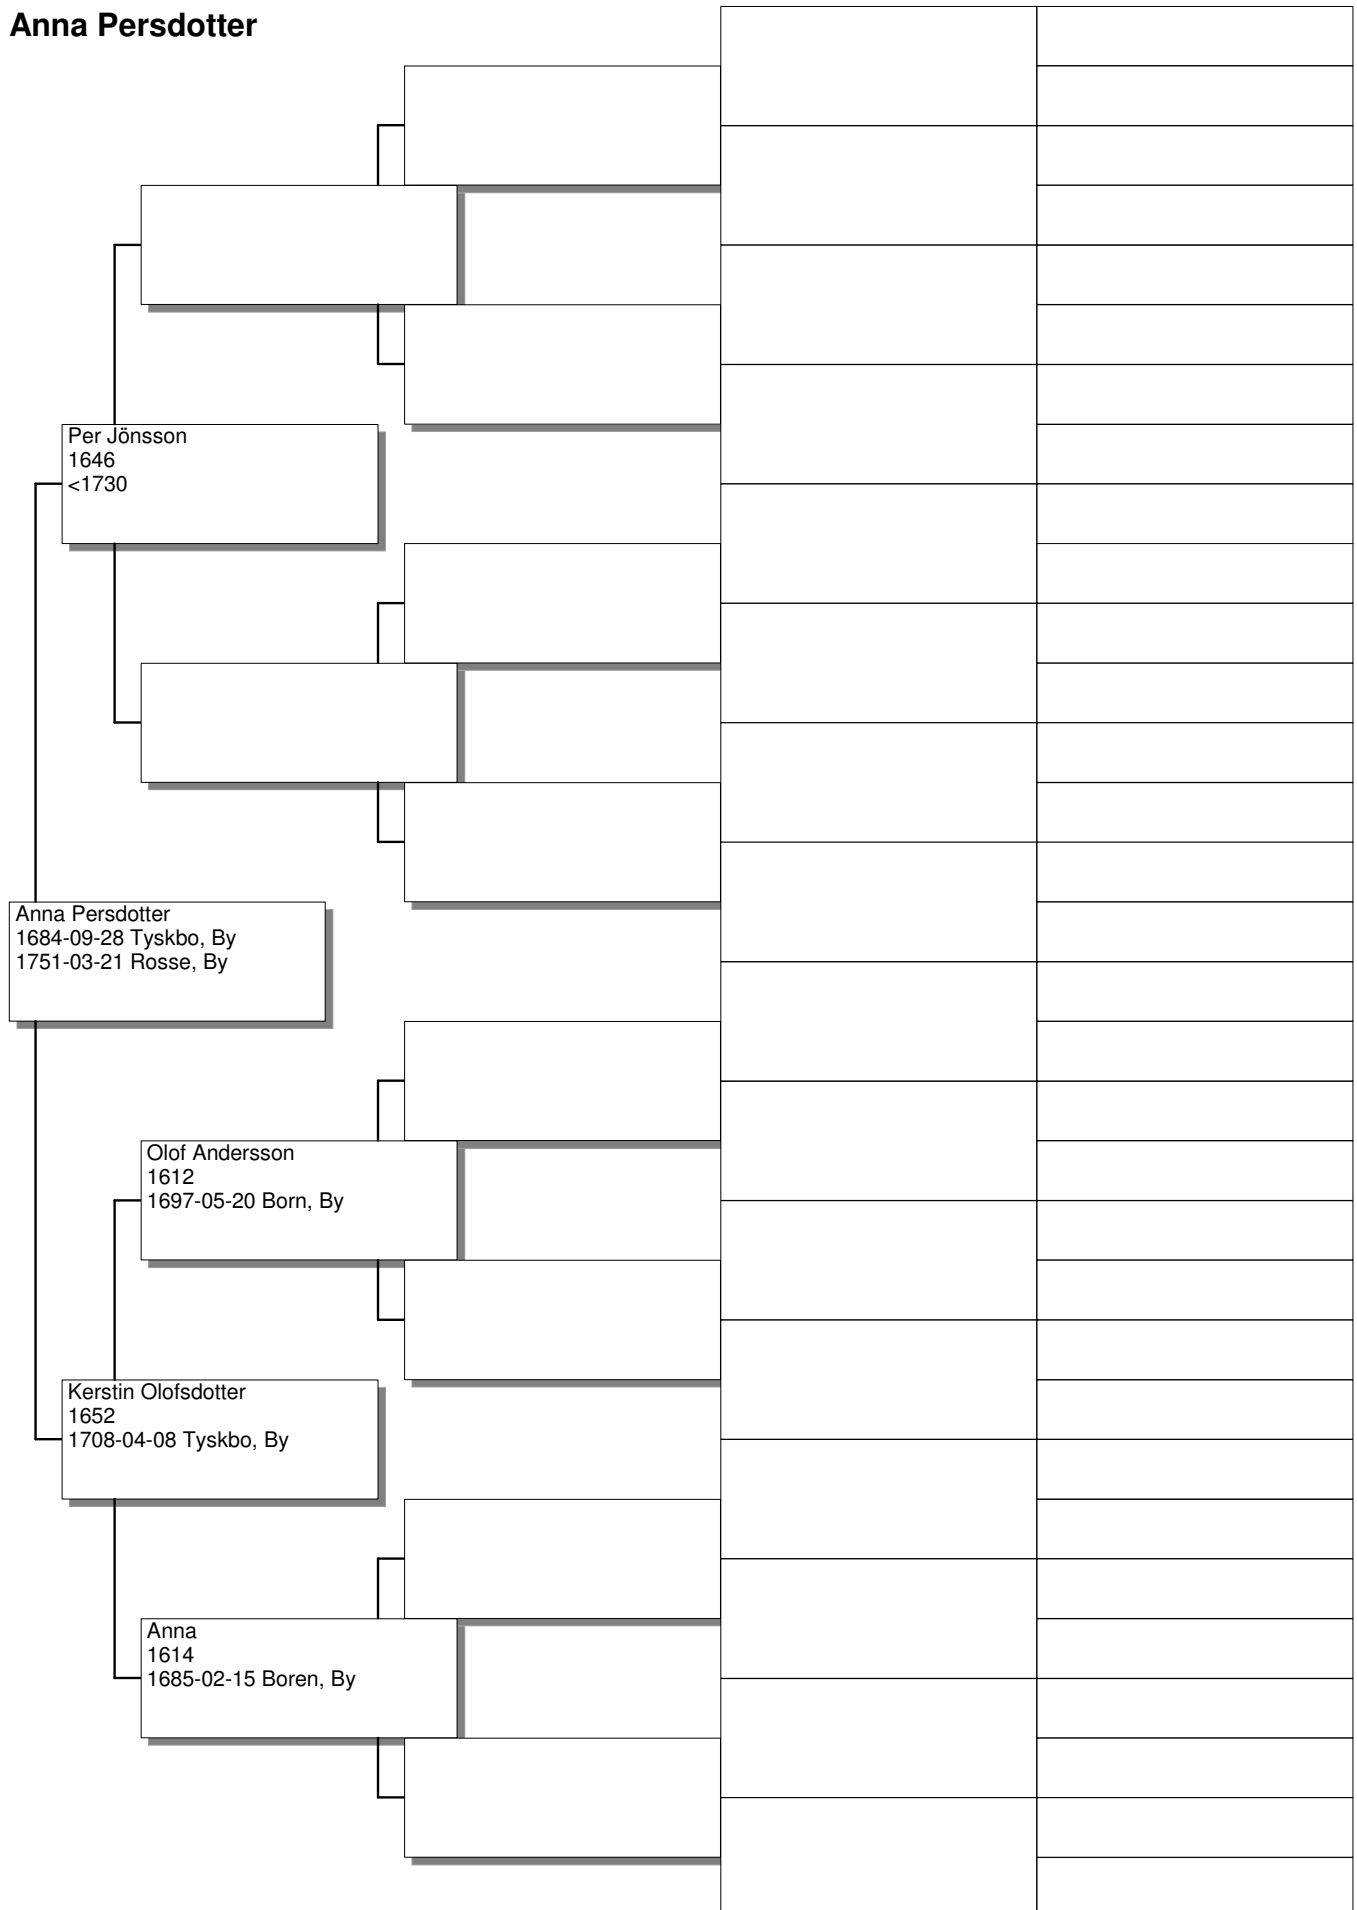 Anna Persdotter
Per Jönsson
1646
<1730
Anna Persdotter
1684-09-28 Tyskbo, By
1751-03-21 Rosse, By
Olof Andersson
1612
1697-05-20 Born, By
Kerstin Olofsdotter
1652
1708-04-08 Tyskbo, By
Anna
1614
1685-02-15 Boren, By